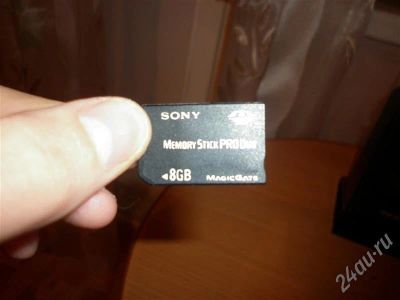 SONY
MEMORY STICK PRO DUO
◄8GB MAGICGATE
24au.ru